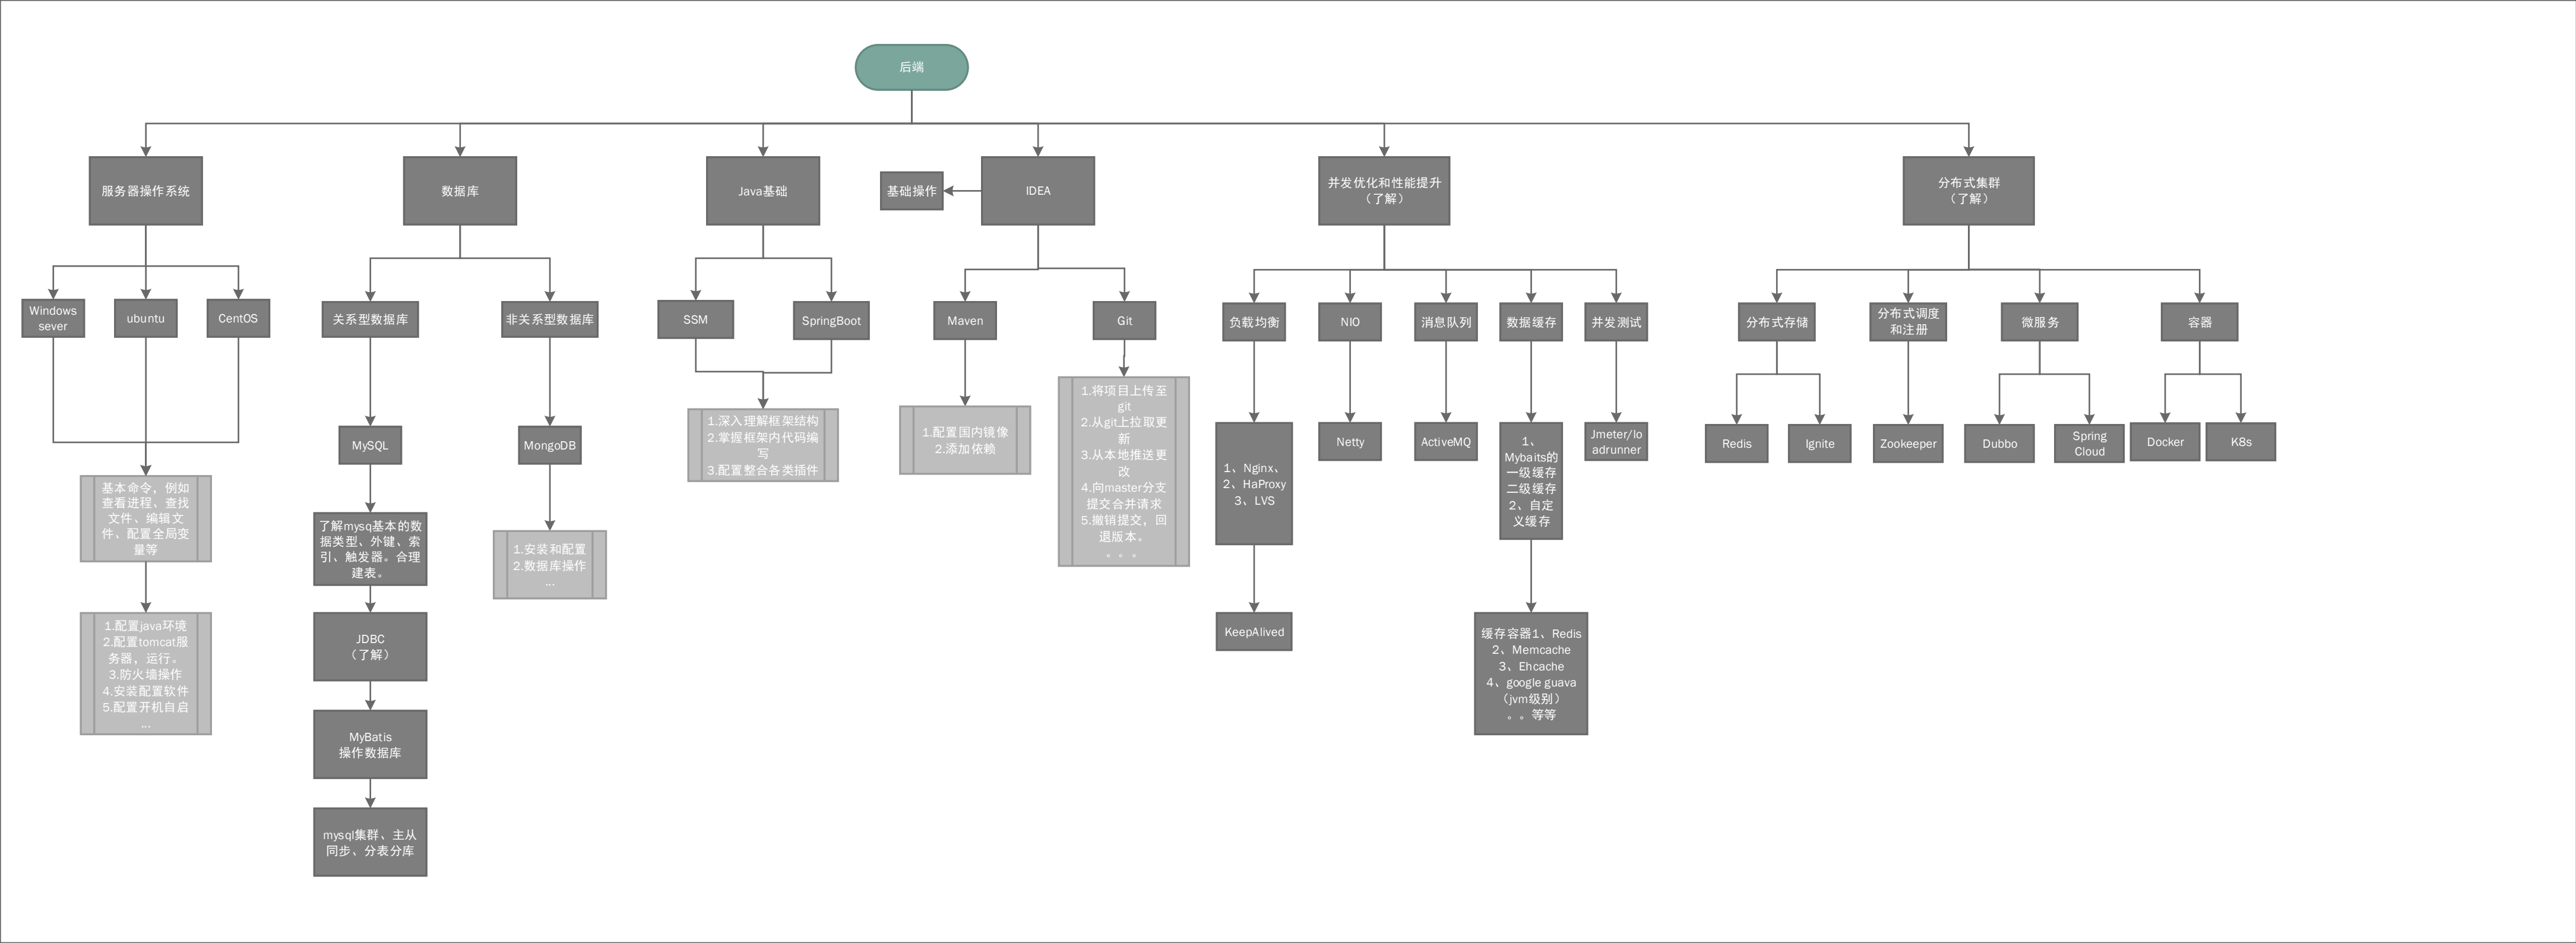 后端
服务器操作系统
数据库
Java基础
基础操作
IDEA
并发优化和性能提升
（了解）
分布式集群
（了解）
Windows
sever
ubuntu
CentOS
关系型数据库
非关系型数据库
SSM
SpringBoot
Maven
Git
负载均衡
NIO
消息队列
数据缓存
并发测试
分布式存储
分布式调度
和注册
微服务
容器
基本命令，例如
查看进程、查找
文件、编辑文
件、配置全局变
量等
1.配置java环境
2.配置tomcat服
务器，运行。
3.防火墙操作
4.安装配置软件
5.配置开机自启
...
MySQL
了解mysq基本的数
据类型、外键、索
引、触发器。合理
建表。
JDBC
（了解）
MyBatis
操作数据库
mysql集群、主从
同步、分表分库
MongoDB
1.安装和配置
2.数据库操作
...
1.深入理解框架结构
2.掌握框架内代码编
写
3.配置整合各类插件
1.配置国内镜像
2.添加依赖
1.将项目上传至
git
2.从git上拉取更
新
3.从本地推送更
改
4.向master分支
提交合并请求
5.撤销提交，回
退版本。
。。。
1、Nginx、
2、HaProxy
3、LVS
KeepAlived
Netty
ActiveMQ
1、
Mybaits的
一级缓存
二级缓存
2、自定
义缓存
缓存容器1、Redis
2、Memcache
3、Ehcache
4、google guava
（jvm级别）
。。等等
Jmeter/lo
adrunner
Redis
Ignite
Zookeeper
Dubbo
Spring
Cloud
Docker
K8s